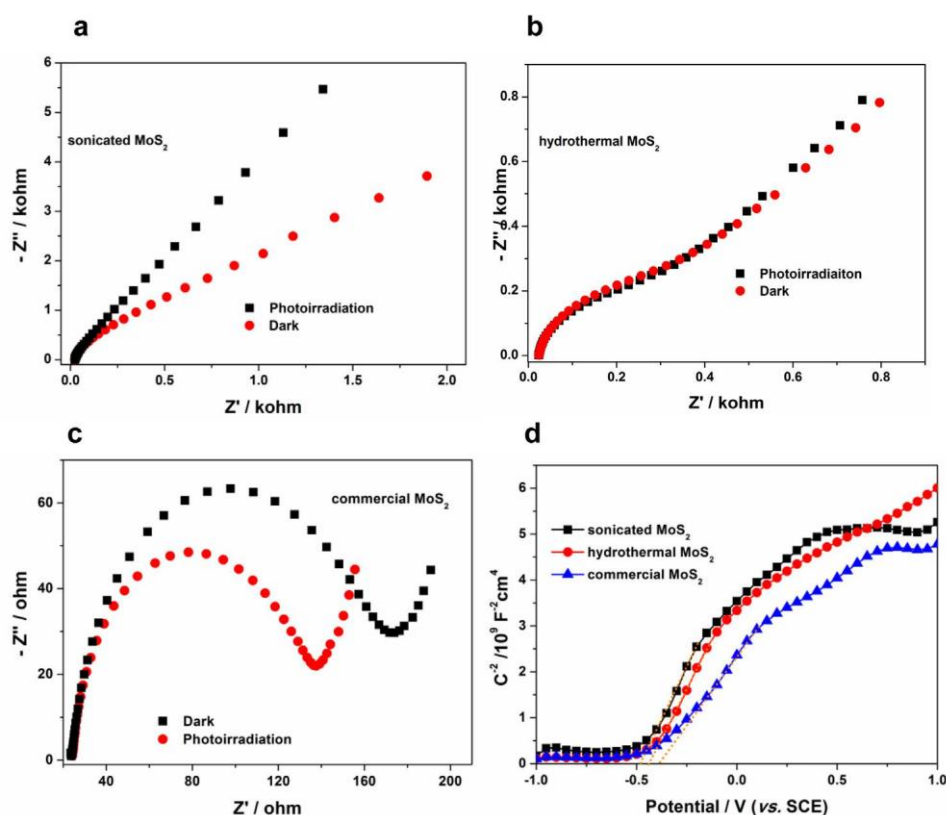 a
6
5
4
3
2
1
0
- Z'' / kohm
sonicated MoS₂
Photoirradiation
Dark
0.0 0.5 1.0 1.5 2.0
Z' / kohm
b
0.8
0.6
0.4
0.2
0.0
- Z'' / kohm
hydrothermal MoS₂
Photoirradiaiton
Dark
0.0 0.2 0.4 0.6 0.8 1.0
Z' / kohm
c
60
40
20
0
- Z'' / ohm
commercial MoS₂
Dark
Photoirradiation
40 80 120 160 200
Z' / ohm
d
6
5
4
3
2
1
0
C⁻² /10⁹ F⁻²cm⁴
sonicated MoS₂
hydrothermal MoS₂
commercial MoS₂
-1.0 -0.5 0.0 0.5 1.0
Potential / V (vs. SCE)